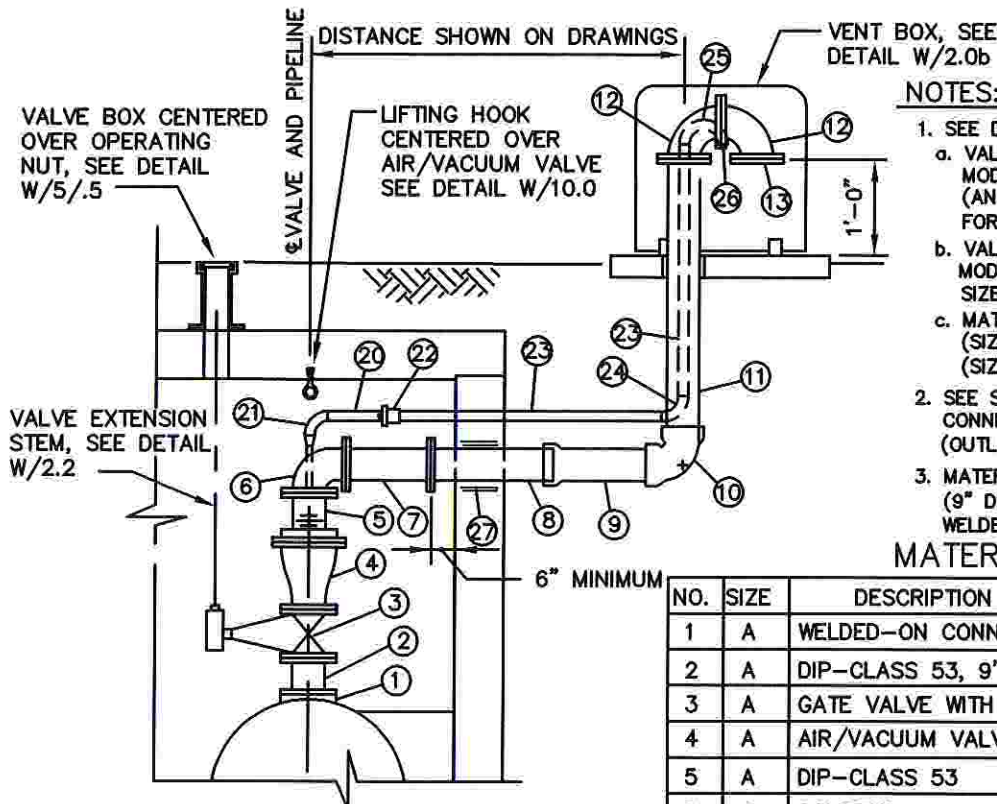 DISTANCE SHOWN ON DRAWINGS
VENT BOX, SEE
DETAIL W/2.0b
25
12
12
VALVE BOX CENTERED
OVER OPERATING
NUT, SEE DETAIL
W/5/.5
℄VALVE AND PIPELINE
LIFTING HOOK
CENTERED OVER
AIR/VACUUM VALVE
SEE DETAIL W/10.0
26
13
1'-0"
23
20
22
23
24
11
21
VALVE EXTENSION
STEM, SEE DETAIL
W/2.2
6
5
7
27
8
9
10
4
6" MINIMUM
3
2
1
NOTES:
1. SEE
a.
MOD
FOR
b.
MOD
SIZE
c.
(SIZ
(SIZ
2. SEE
CONN
(OUTL
3. MATER
(9" D
WELDE
MATER
NO. SIZE DESCRIPTION
1 A WELDED-ON CONN
2 A DIP-CLASS 53, 9"
3 A GATE VALVE WITH
4 A AIR/VACUUM VALV
5 A DIP-CLASS 53